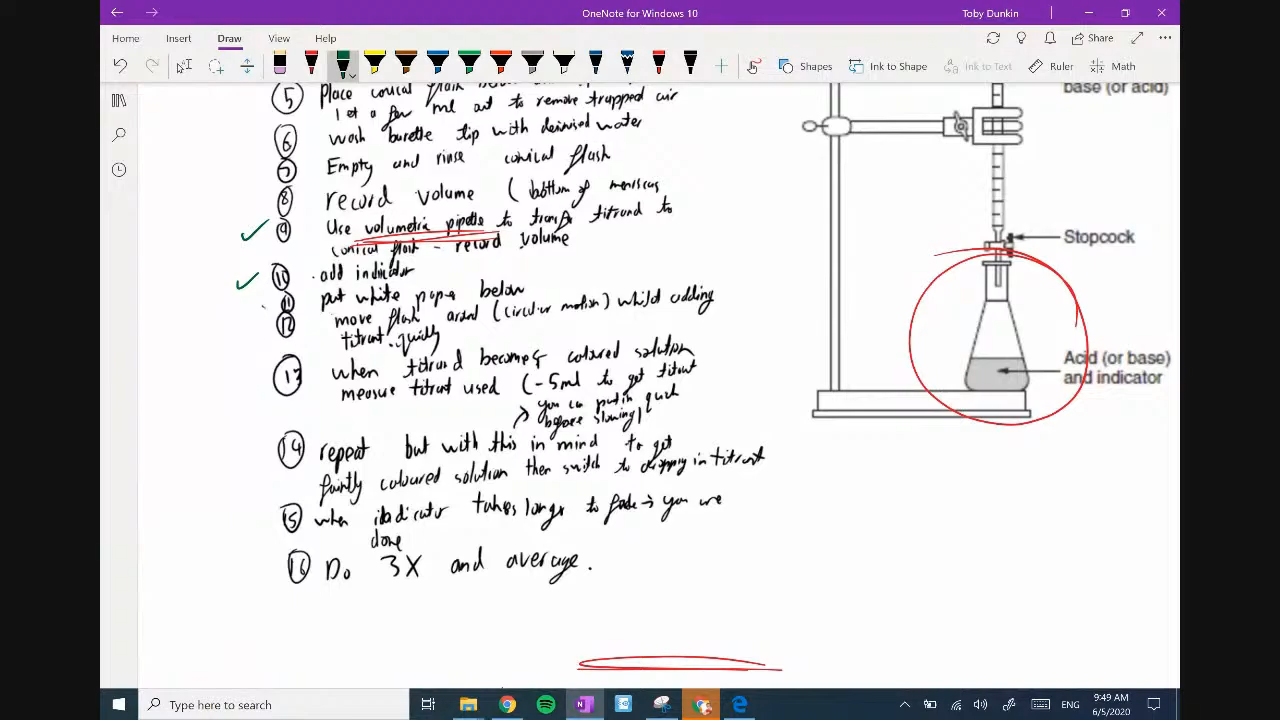 OneNote for Windows 10
Toby Dunkin
Home Insert Draw View Help
Share
Shapes
Ink to Shape
Ink to Text
Ruler
Math
5 Place conical flask below
let a few ml out to remove trapped air
6 wash burette tip with deionised water
7 Empty and rinse conical flask
8 record volume (bottom of meniscus
9 Use volumetric pipette to transfer titrand to
conical flask - record volume
10 add indicator
11 put white paper below
12 move flask around (circular motion) whilst adding
titrant quickly
13 when titrand becomes coloured solution
measure titrant used (-5ml to get titrant
you can put in quick
before slowing)
14 repeat but with this in mind to get
faintly coloured solution then switch to dropping in titrant
15 when indicator takes longer to fade → you are
done
16 Do 3X and average.
base (or acid)
Stopcock
Acid (or base)
and indicator
Type here to search
ENG
9:49 AM
6/5/2020